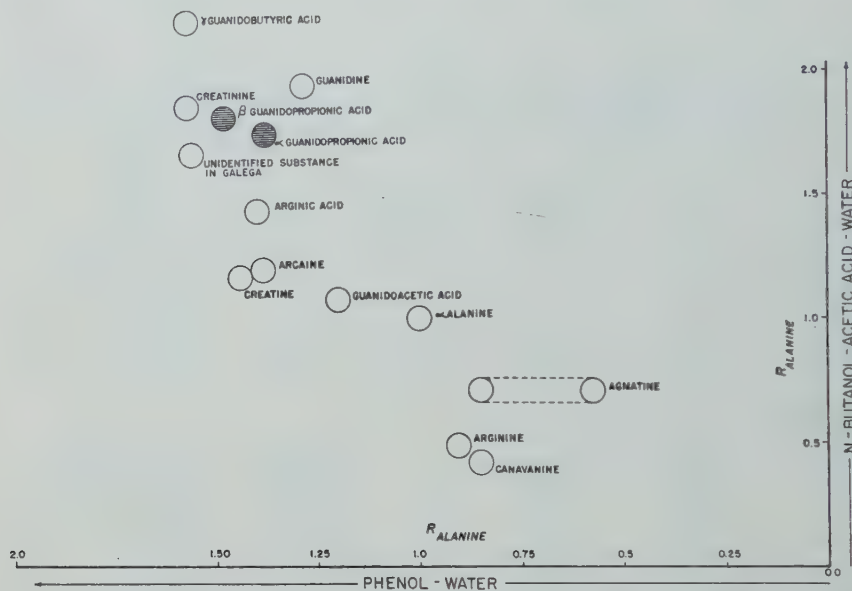 γ GUANIDOBUTYRIC ACID
GUANIDINE
CREATININE
β GUANIDOPROPIONIC ACID
∝ GUANIDOPROPIONIC ACID
UNIDENTIFIED SUBSTANCE
IN GALEGA
ARGINIC ACID
ARCAINE
CREATINE
GUANIDOACETIC ACID
∝ALANINE
AGMATINE
ARGININE
CANAVANINE
2.0
1.5
1.0
0.5
R ALANINE
N-BUTANOL-ACETIC ACID-WATER
R ALANINE
2.0
1.50
1.25
1.0
0.75
0.5
0.25
0.0
PHENOL-WATER